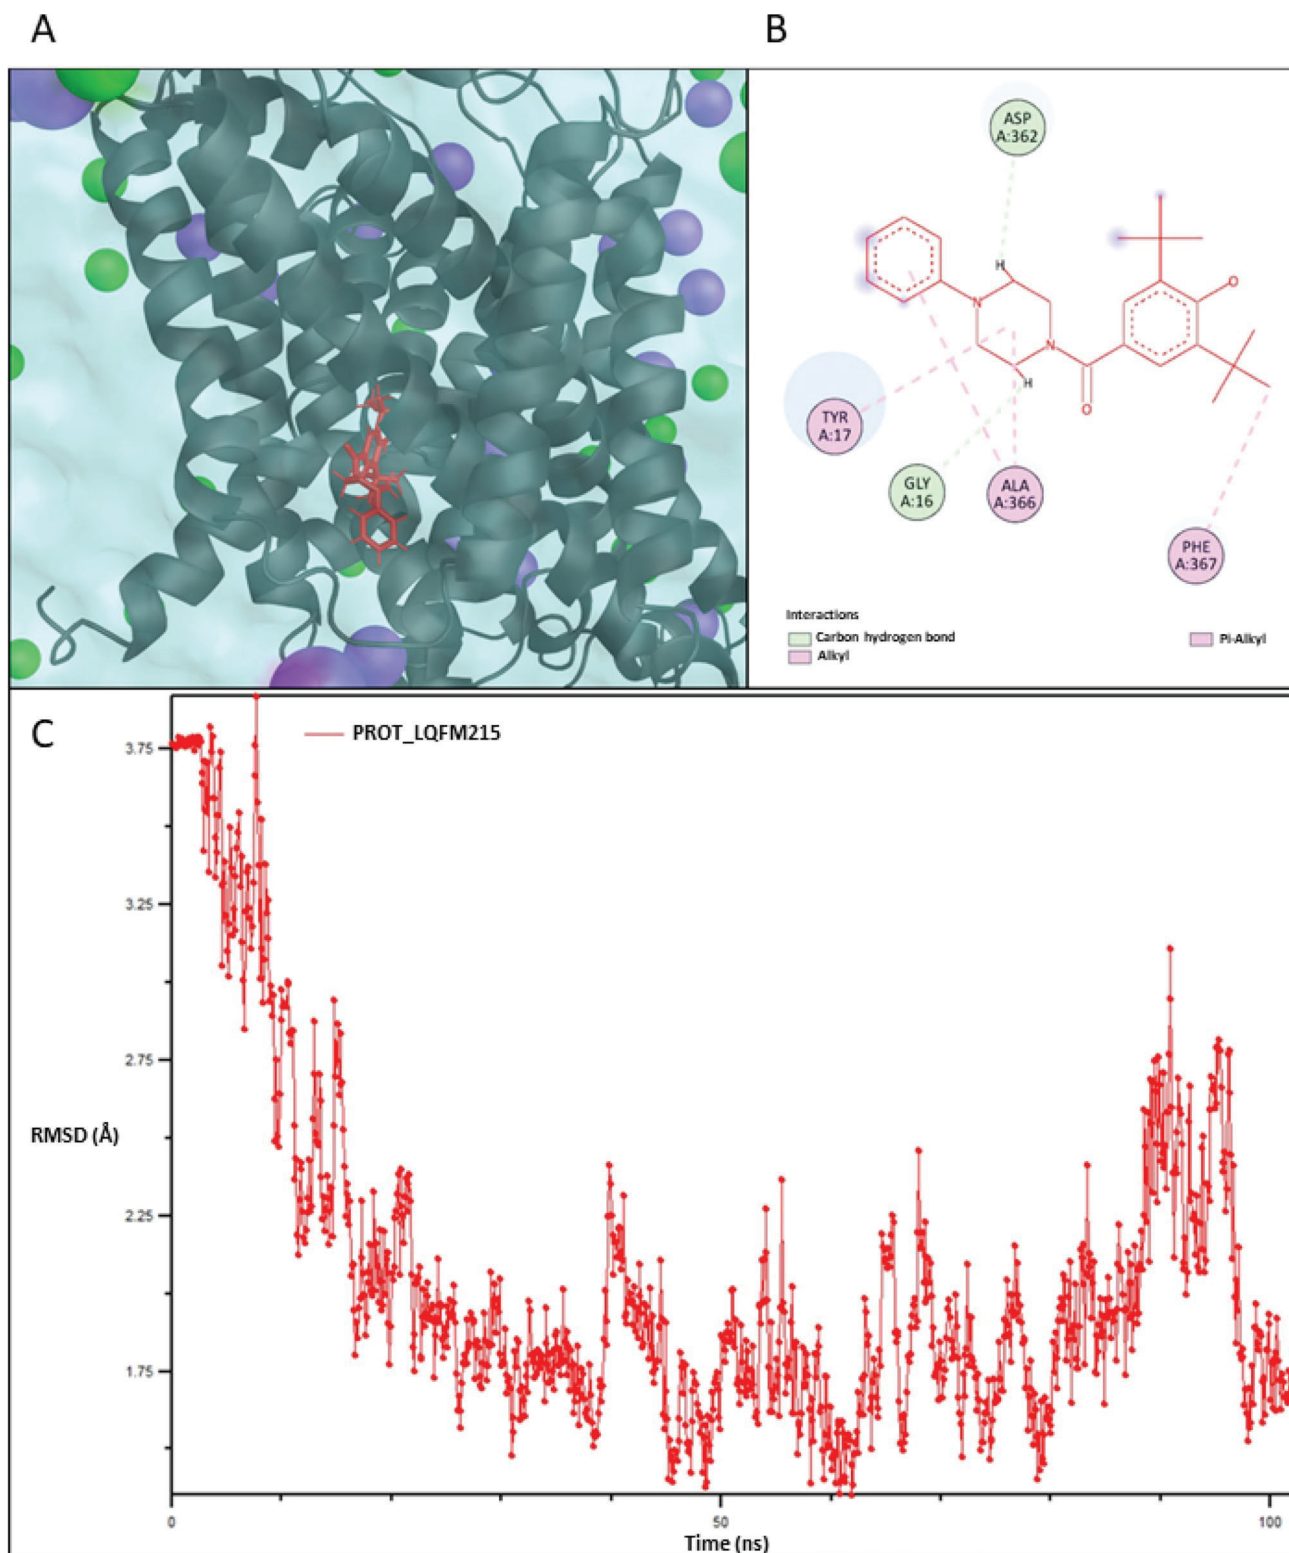 A
B
ASP
A:362
H
N
O
N
H
O
TYR
A:17
GLY
A:16
ALA
A:366
PHE
A:367
Interactions
Carbon hydrogen bond
Alkyl
Pi-Alkyl
C
PROT_LQFM215
3.75
3.25
2.75
RMSD (Å)
2.25
1.75
0
50
100
Time (ns)